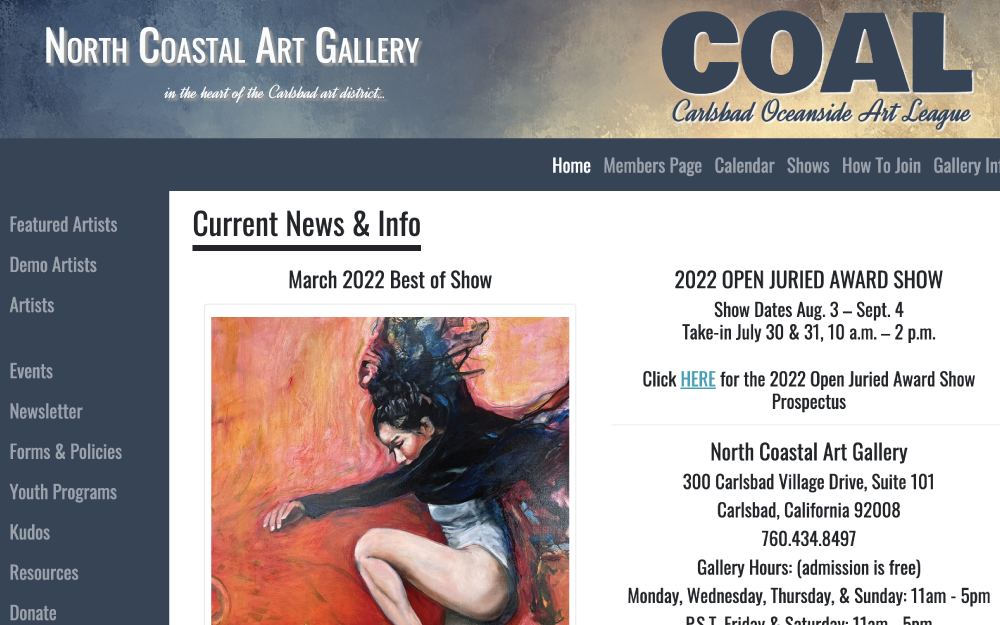 North Coastal Art Gallery
in the heart of the Carlsbad art district...
COAL
Carlsbad Oceanside Art League
Home Members Page Calendar Shows How To Join Gallery
Featured Artists
Demo Artists
Artists
Events
Newsletter
Forms & Policies
Youth Programs
Kudos
Resources
Donate
Current News & Info
March 2022 Best of Show
2022 OPEN JURIED AWARD SHOW
Show Dates Aug. 3 – Sept. 4
Take-in July 30 & 31, 10 a.m. – 2 p.m.
Click HERE for the 2022 Open Juried Award Show
Prospectus
North Coastal Art Gallery
300 Carlsbad Village Drive, Suite 101
Carlsbad, California 92008
760.434.8497
Gallery Hours: (admission is free)
Monday, Wednesday, Thursday, & Sunday: 11am - 5pm
P.S.T. Friday & Saturday: 11am - 5pm